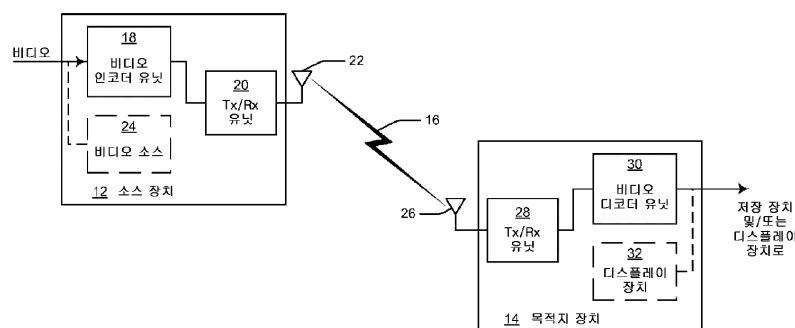 비디오
18
비디오
인코더 유닛
20
Tx/Rx
유닛
22
24
비디오 소스
12 소스 장치
16
26
28
Tx/Rx
유닛
30
비디오
디코더 유닛
32
디스플레이
장치
14 목적지 장치
저장 장치
및/또는
디스플레이
장치로